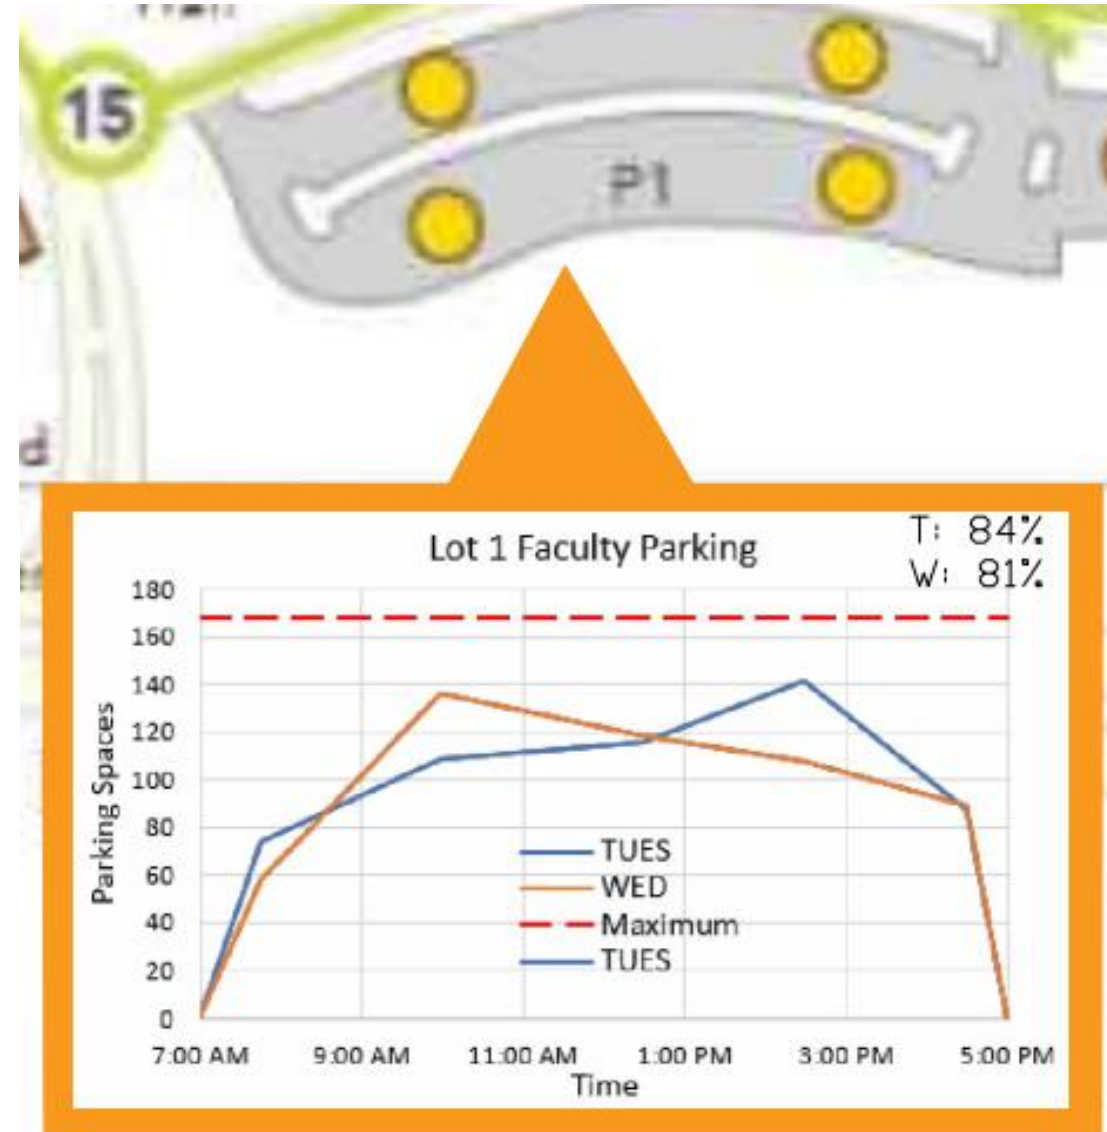 15
P1
d.
Lot 1 Faculty Parking
T: 84%
W: 81%
180
160
140
120
100
80
60
40
20
0
Parking Spaces
TUES
WED
Maximum
TUES
7:00 AM 9:00 AM 11:00 AM 1:00 PM 3:00 PM 5:00 PM
Time